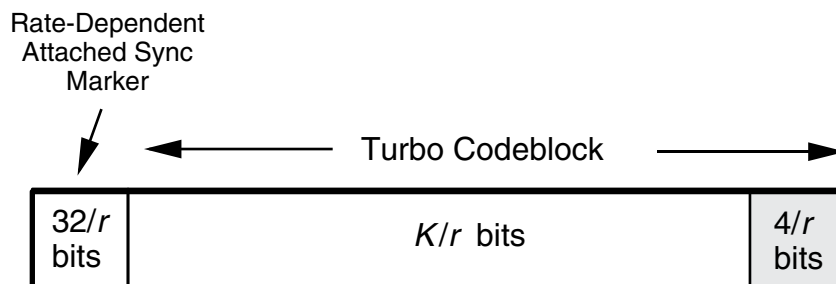 Rate-Dependent
Attached Sync
Marker
Turbo Codeblock
32/r
bits
K/r bits
4/r
bits